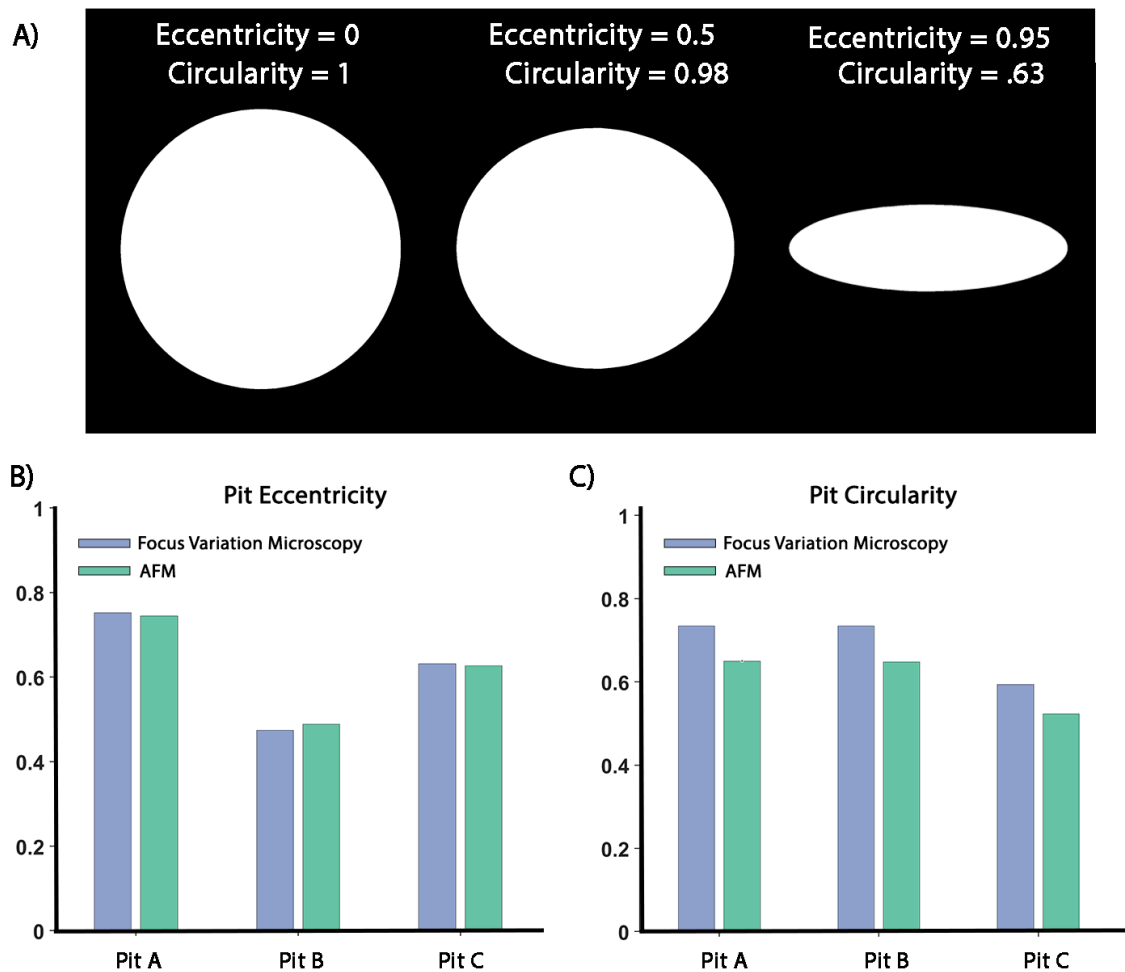 A)
Eccentricity = 0
Circularity = 1
Eccentricity = 0.5
Circularity = 0.98
Eccentricity = 0.95
Circularity = .63
B)
Pit Eccentricity
1
0.8
0.6
0.4
0.2
0
Focus Variation Microscopy
AFM
Pit A
Pit B
Pit C
C)
Pit Circularity
1
0.8
0.6
0.4
0.2
0
Focus Variation Microscopy
AFM
Pit A
Pit B
Pit C